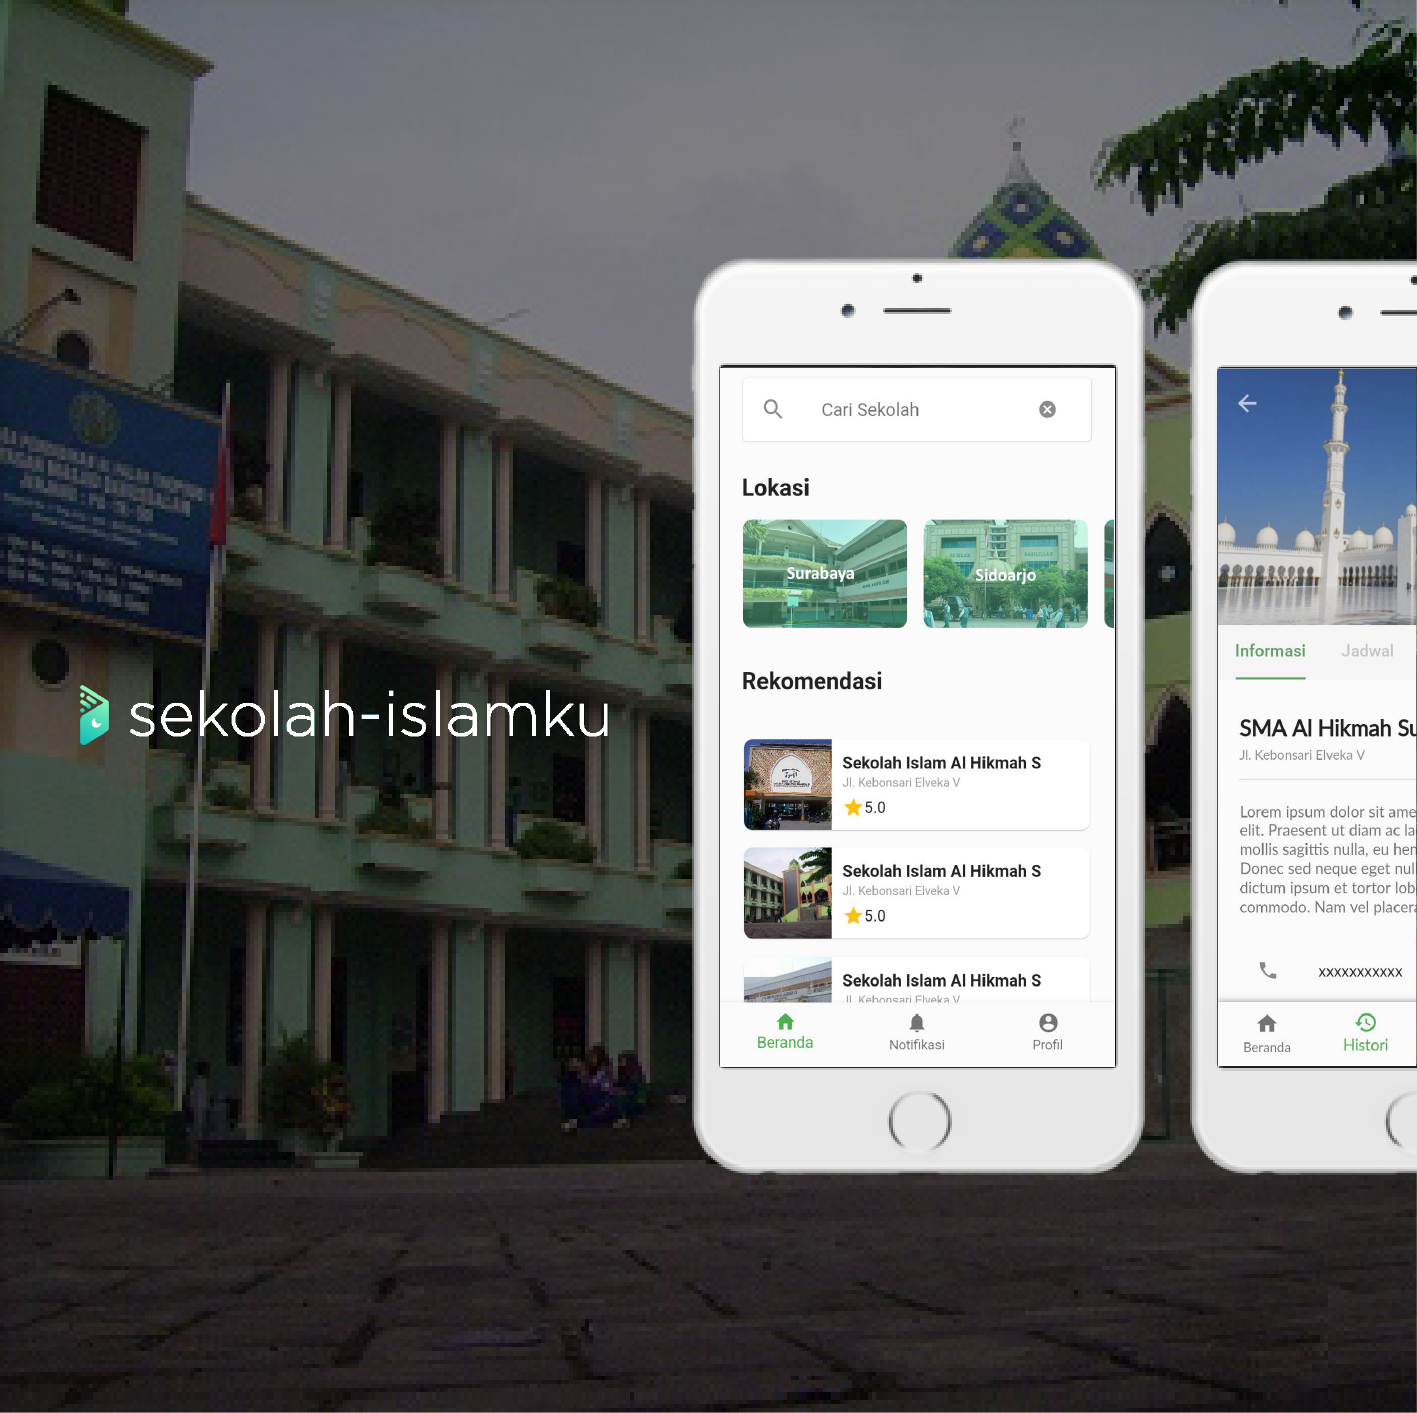 sekolah-islamku
Cari Sekolah
Lokasi
Surabaya
Sidoarjo
Rekomendasi
Sekolah Islam Al Hikmah S
Jl. Kebonsari Elveka V
5.0
Sekolah Islam Al Hikmah S
Jl. Kebonsari Elveka V
5.0
Sekolah Islam Al Hikmah S
Jl. Kebonsari Elveka V
Beranda
Notifikasi
Profil
Informasi
Jadwal
SMA Al Hikmah Su
Jl. Kebonsari Elveka V
Lorem ipsum dolor sit ame
elit. Praesent ut diam ac la
mollis sagittis nulla, eu hen
Donec sed neque eget null
dictum ipsum et tortor lob
commodo. Nam vel placera
xxxxxxxxxxx
Beranda
Histori